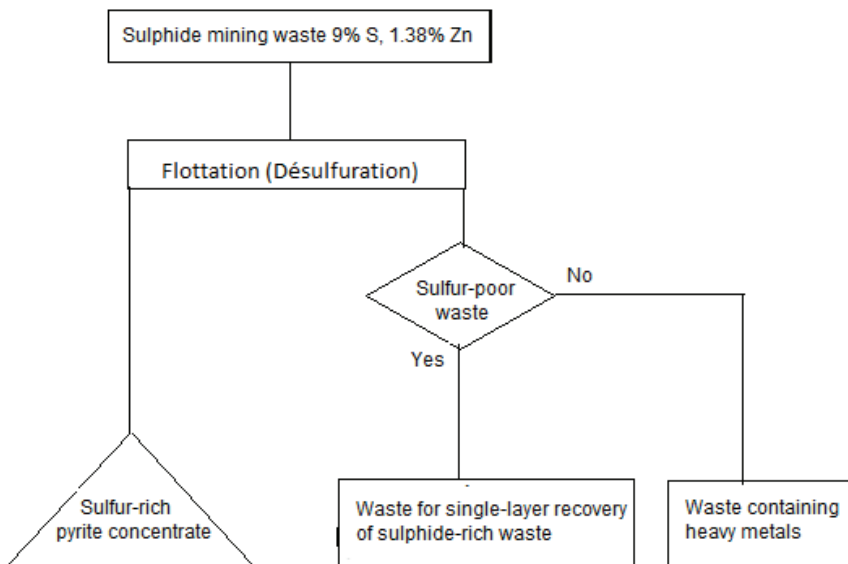 Sulphide mining waste 9% S, 1.38% Zn
Flottation (Désulfuration)
No
Sulfur-poor
waste
Yes
Sulfur-rich
pyrite concentrate
Waste for single-layer recovery
of sulphide-rich waste
Waste containing
heavy metals